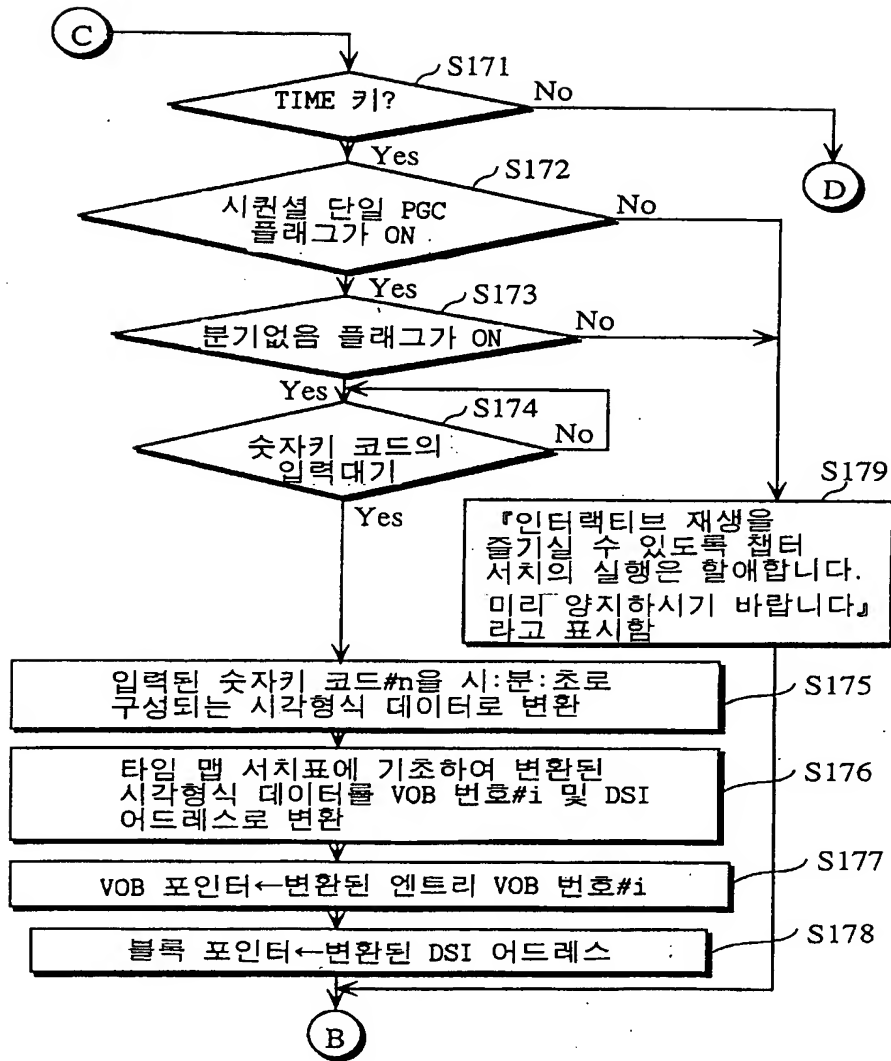 C
S171
TIME 키?
No
Yes
D
S172
시퀀셜 단일 PGC
플래그가 ON
No
Yes
S173
분기없음 플래그가 ON
No
Yes
S174
숫자키 코드의
입력대기
No
Yes
S179
『인터랙티브 재생을
즐기실 수 있도록 챕터
서치의 실행은 할애합니다.
미리 양지하시기 바랍니다』
라고 표시함
입력된 숫자키 코드#n을 시:분:초로
구성되는 시각형식 데이터로 변환
S175
타임 맵 서치표에 기초하여 변환된
시각형식 데이터를 VOB 번호#i 및 DSI
어드레스로 변환
S176
VOB 포인터←변환된 엔트리 VOB 번호#i
S177
블록 포인터←변환된 DSI 어드레스
S178
B